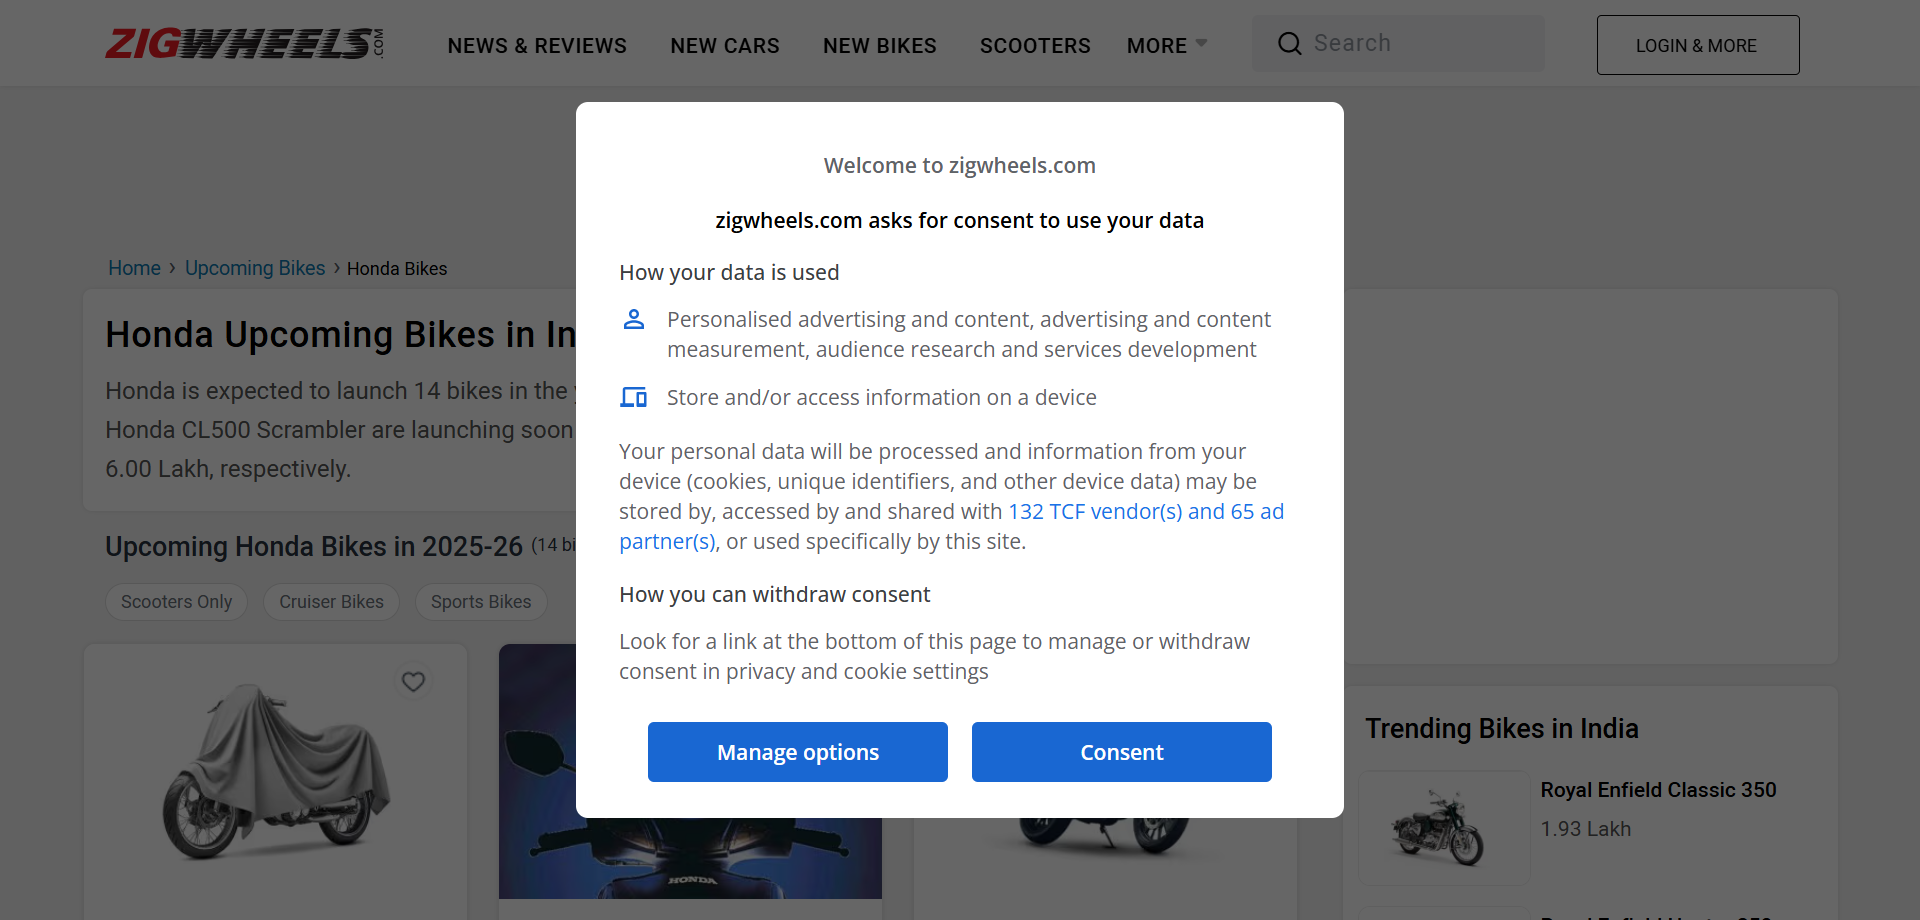 ZIGWHEELS.COM
NEWS & REVIEWS
NEW CARS
NEW BIKES
SCOOTERS
MORE
Search
LOGIN & MORE
Home › Upcoming Bikes › Honda Bikes
Honda Upcoming Bikes in In
Honda is expected to launch 14 bikes in the
Honda CL500 Scrambler are launching soon
6.00 Lakh, respectively.
Upcoming Honda Bikes in 2025-26 (14 bi
Scooters Only
Cruiser Bikes
Sports Bikes
HONDA
Welcome to zigwheels.com
zigwheels.com asks for consent to use your data
How your data is used
Personalised advertising and content, advertising and content
measurement, audience research and services development
Store and/or access information on a device
Your personal data will be processed and information from your
device (cookies, unique identifiers, and other device data) may be
stored by, accessed by and shared with 132 TCF vendor(s) and 65 ad
partner(s), or used specifically by this site.
How you can withdraw consent
Look for a link at the bottom of this page to manage or withdraw
consent in privacy and cookie settings
Manage options
Consent
Trending Bikes in India
Royal Enfield Classic 350
1.93 Lakh